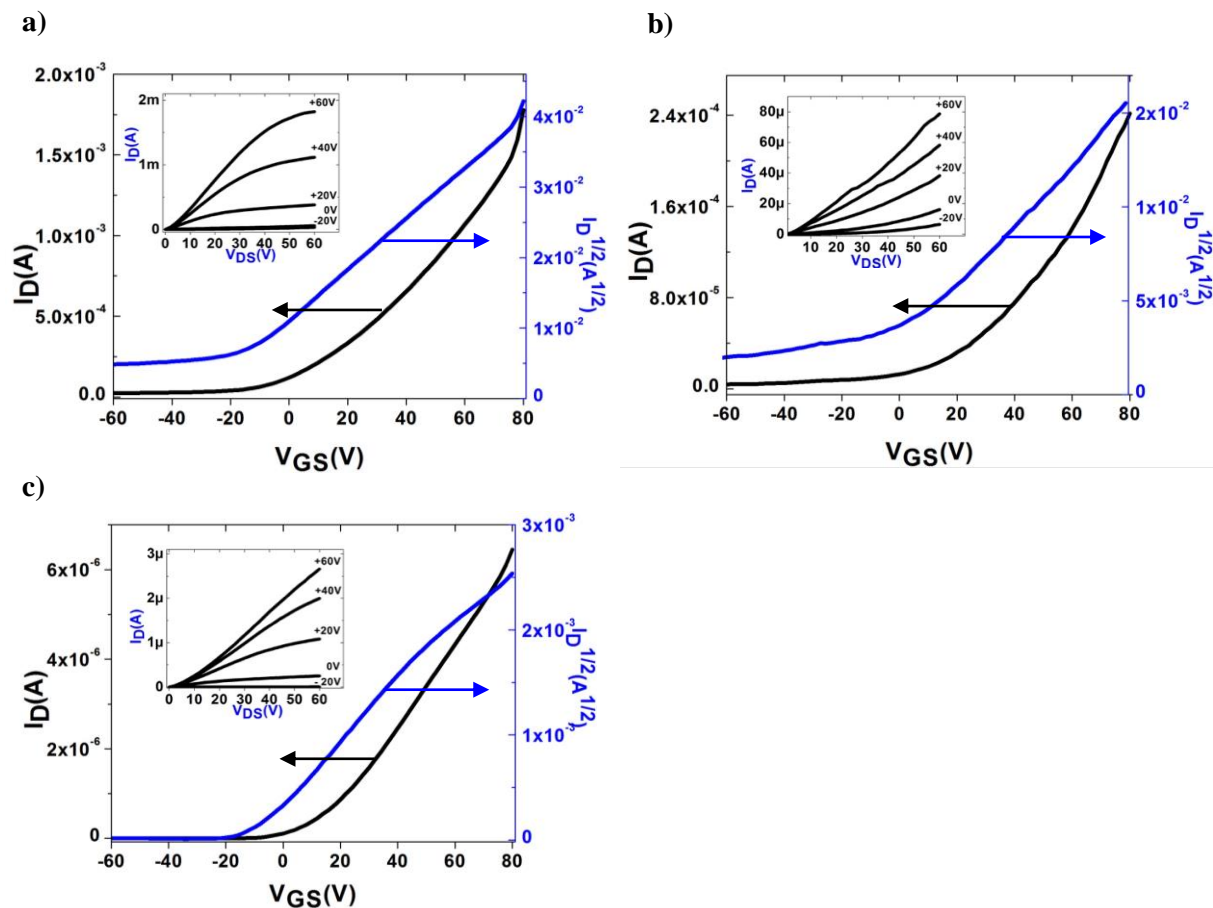 a)
2.0x10⁻³
1.5x10⁻³
1.0x10⁻³
5.0x10⁻⁴
0.0
I_D(A)
-60 -40 -20 0 20 40 60 80
V_GS(V)
4x10⁻²
3x10⁻²
2x10⁻²
1x10⁻²
0
I_D^1/2(A^1/2)
2m
1m
0
I_D(A)
0 10 20 30 40 50 60
V_DS(V)
+60V
+40V
+20V
0V
-20V
b)
2.4x10⁻⁴
1.6x10⁻⁴
8.0x10⁻⁵
0.0
I_D(A)
-60 -40 -20 0 20 40 60 80
V_GS(V)
2x10⁻²
1x10⁻²
5x10⁻³
0
I_D^1/2(A^1/2)
80µ
60µ
40µ
20µ
0
I_D(A)
10 20 30 40 50 60
V_DS(V)
+60V
+40V
+20V
0V
-20V
c)
6x10⁻⁶
4x10⁻⁶
2x10⁻⁶
0
I_D(A)
-60 -40 -20 0 20 40 60 80
V_GS(V)
3x10⁻³
2x10⁻³
1x10⁻³
0
I_D^1/2(A^1/2)
3µ
2µ
1µ
0
I_D(A)
0 10 20 30 40 50 60
V_DS(V)
+60V
+40V
+20V
0V
- 20V